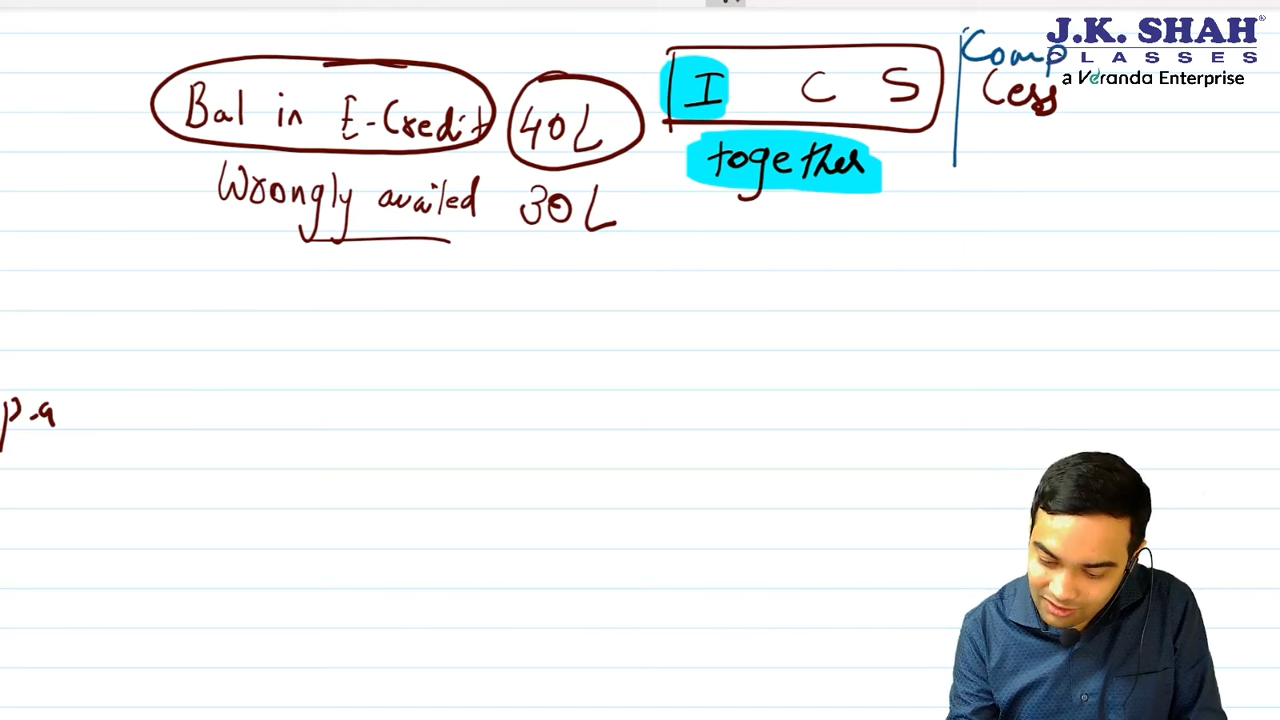 J.K. SHAH®
CLASSES
a Veranda Enterprise
Bal in E-Credit 40L I C S Comp
Cess
together
Wrongly availed 30L
p.a